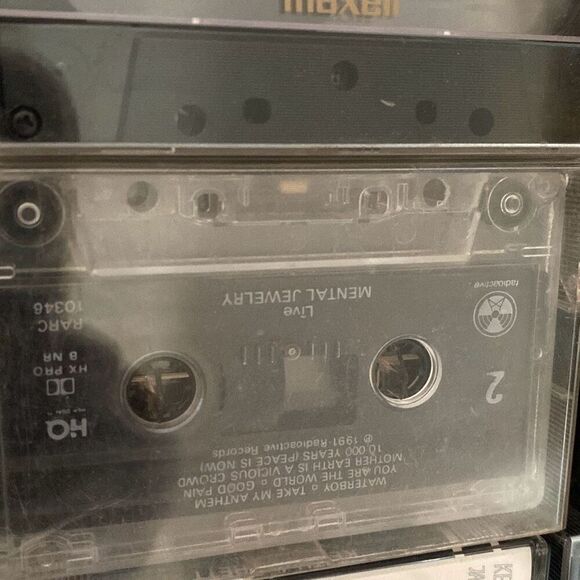 maxell
radioactive
Live
MENTAL JEWELRY
RARC
10346
2
HX PRO
B NR
HQ
WATERBOY o TAKE MY ANTHEM
YOU ARE THE WORLD o GOOD PAIN
MOTHER EARTH IS A VICIOUS CROWD
10,000 YEARS (PEACE IS NOW)
℗ 1991 Radioactive Records